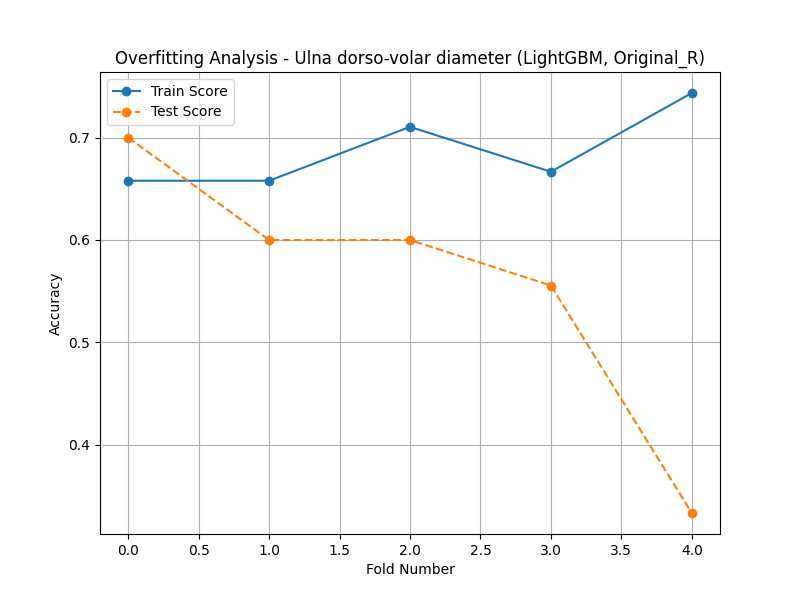 Overfitting Analysis - Ulna dorso-volar diameter (LightGBM, Original_R)
Train Score
Test Score
0.7
0.6
0.5
0.4
Accuracy
0.0 0.5 1.0 1.5 2.0 2.5 3.0 3.5 4.0
Fold Number